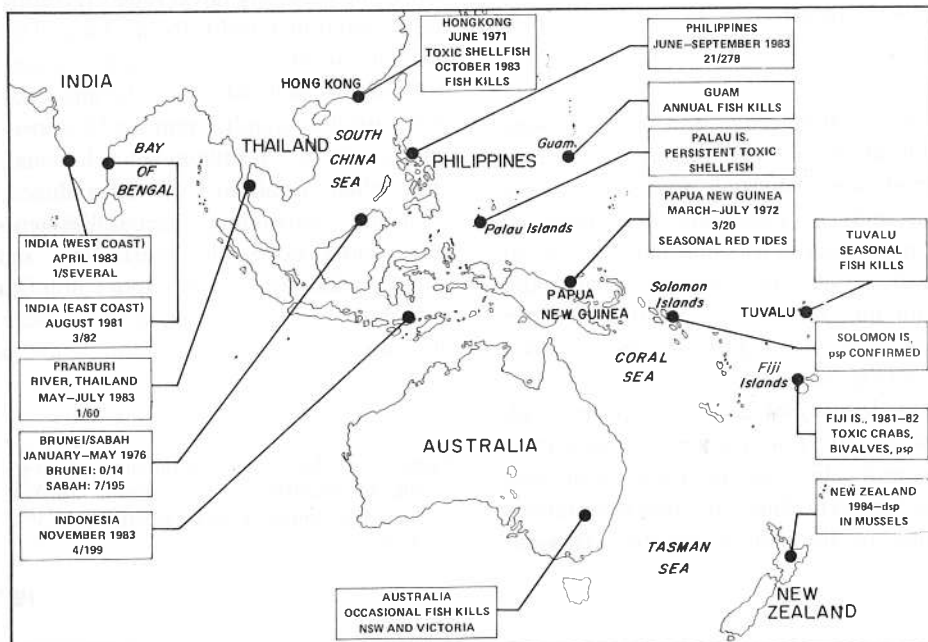 HONGKONG
JUNE 1971
TOXIC SHELLFISH
OCTOBER 1983
FISH KILLS
PHILIPPINES
JUNE–SEPTEMBER 1983
21/278
GUAM
ANNUAL FISH KILLS
PALAU IS.
PERSISTENT TOXIC
SHELLFISH
PAPUA NEW GUINEA
MARCH–JULY 1972
3/20
SEASONAL RED TIDES
TUVALU
SEASONAL
FISH KILLS
SOLOMON IS,
psp CONFIRMED
FIJI IS., 1981–82
TOXIC CRABS,
BIVALVES, psp
NEW ZEALAND
1984–dsp
IN MUSSELS
AUSTRALIA
OCCASIONAL FISH KILLS
NSW AND VICTORIA
INDIA (WEST COAST)
APRIL 1983
1/SEVERAL
INDIA (EAST COAST)
AUGUST 1981
3/82
PRANBURI
RIVER, THAILAND
MAY–JULY 1983
1/60
BRUNEI/SABAH
JANUARY–MAY 1976
BRUNEI: 0/14
SABAH: 7/195
INDONESIA
NOVEMBER 1983
4/199
INDIA
BAY
OF
BENGAL
THAILAND
HONG KONG
SOUTH
CHINA
SEA
PHILIPPINES
Guam.
Palau Islands
PAPUA
NEW GUINEA
Solomon
Islands
TUVALU
CORAL
SEA
Fiji
Islands
AUSTRALIA
TASMAN
SEA
NEW
ZEALAND